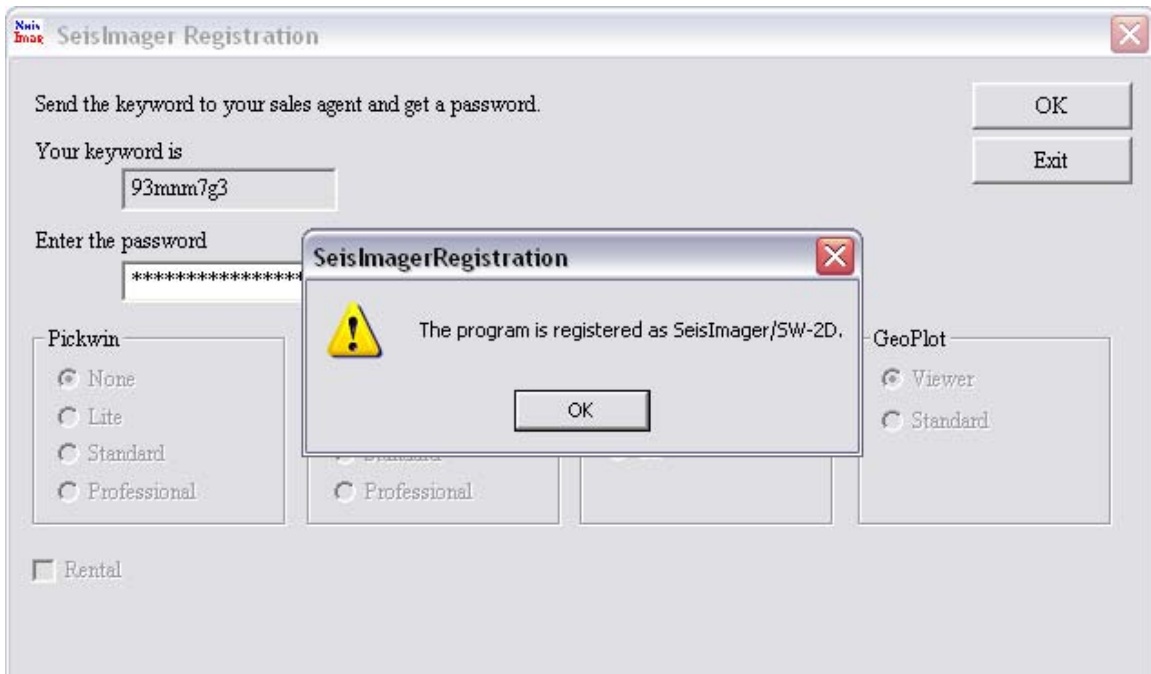 SeisImager Registration
Send the keyword to your sales agent and get a password.
OK
Your keyword is
93mnm7g3
Exit
Enter the password
****************
SeisImagerRegistration
The program is registered as SeisImager/SW-2D.
OK
Pickwin
None
Lite
Standard
Professional
Professional
GeoPlot
Viewer
Standard
Rental